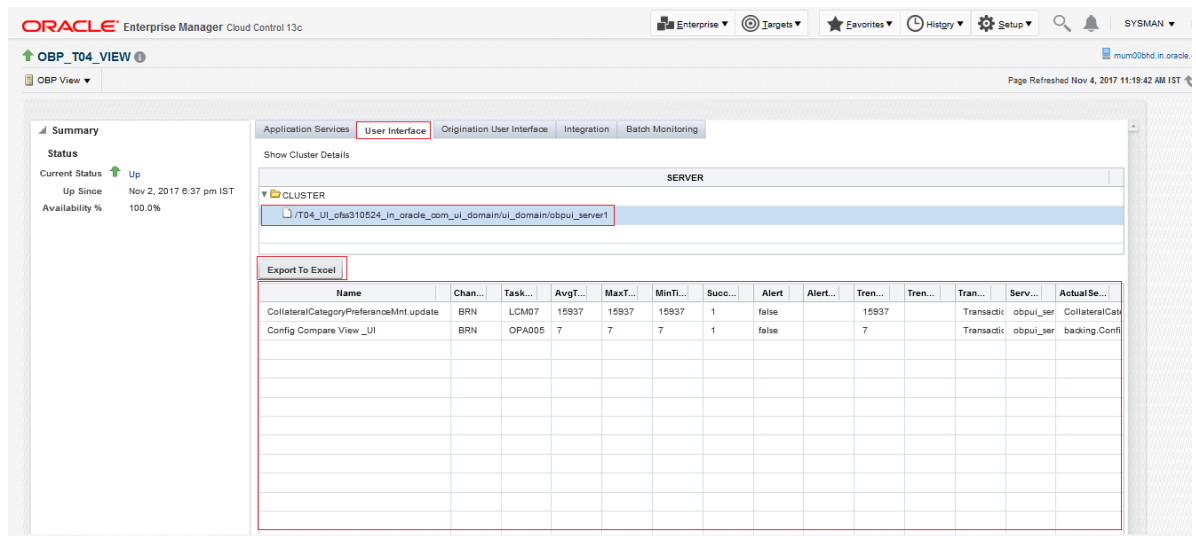 ORACLE Enterprise Manager Cloud Control 13c Enterprise Targets Favorites History Setup SYSMAN
OBP_T04_VIEW mum00bhd.in.oracle.
OBP View Page Refreshed Nov 4, 2017 11:19:42 AM IST
Summary
Status
Current Status Up
Up Since Nov 2, 2017 6:37 pm IST
Availability % 100.0%
Application Services User Interface Origination User Interface Integration Batch Monitoring
Show Cluster Details
SERVER
CLUSTER
/T04_UI_ofss310524_in_oracle_com_ui_domain/ui_domain/obpui_server1
Export To Excel
Name Chan... Task... AvgT... MaxT... MinTi... Succ... Alert Alert... Tren... Tren... Tran... Serv... ActualSe...
CollateralCategoryPreferanceMnt.update BRN LCM07 15937 15937 15937 1 false 15937 Transactic obpui_ser CollateralCate
Config Compare View _UI BRN OPA005 7 7 7 1 false 7 Transactic obpui_ser backing.Confi